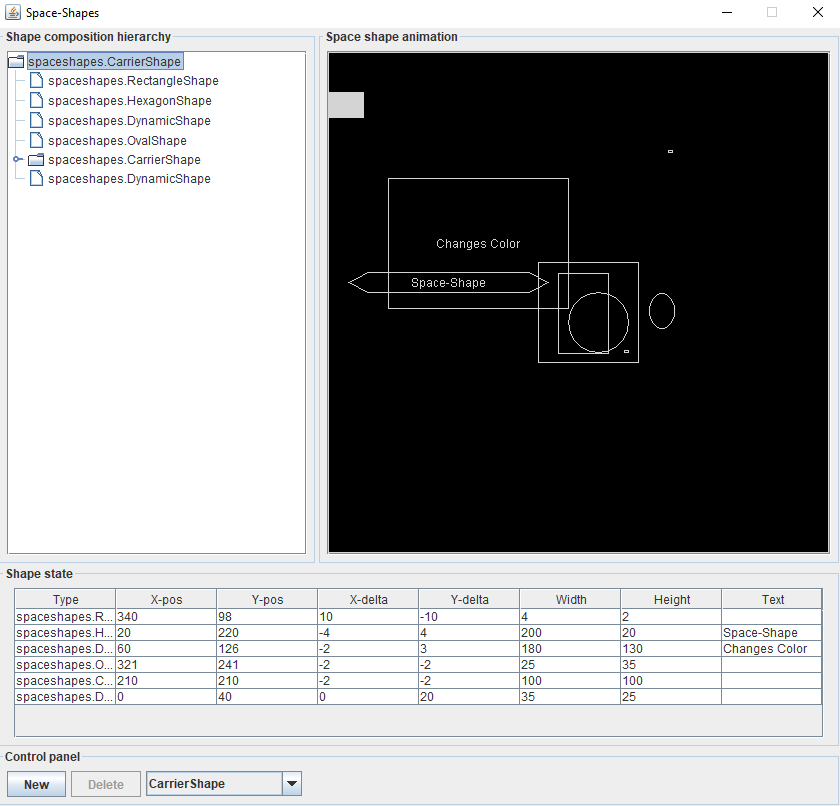 Space-Shapes
Shape composition hierarchy
spaceshapes.CarrierShape
spaceshapes.RectangleShape
spaceshapes.HexagonShape
spaceshapes.DynamicShape
spaceshapes.OvalShape
spaceshapes.CarrierShape
spaceshapes.DynamicShape
Space shape animation
Changes Color
Space-Shape
Shape state
Type X-pos Y-pos X-delta Y-delta Width Height Text
spaceshapes.R... 340 98 10 -10 4 2
spaceshapes.H... 20 220 -4 4 200 20 Space-Shape
spaceshapes.D... 60 126 -2 3 180 130 Changes Color
spaceshapes.O... 321 241 -2 -2 25 35
spaceshapes.C... 210 210 -2 -2 100 100
spaceshapes.D... 0 40 0 20 35 25
Control panel
New Delete CarrierShape